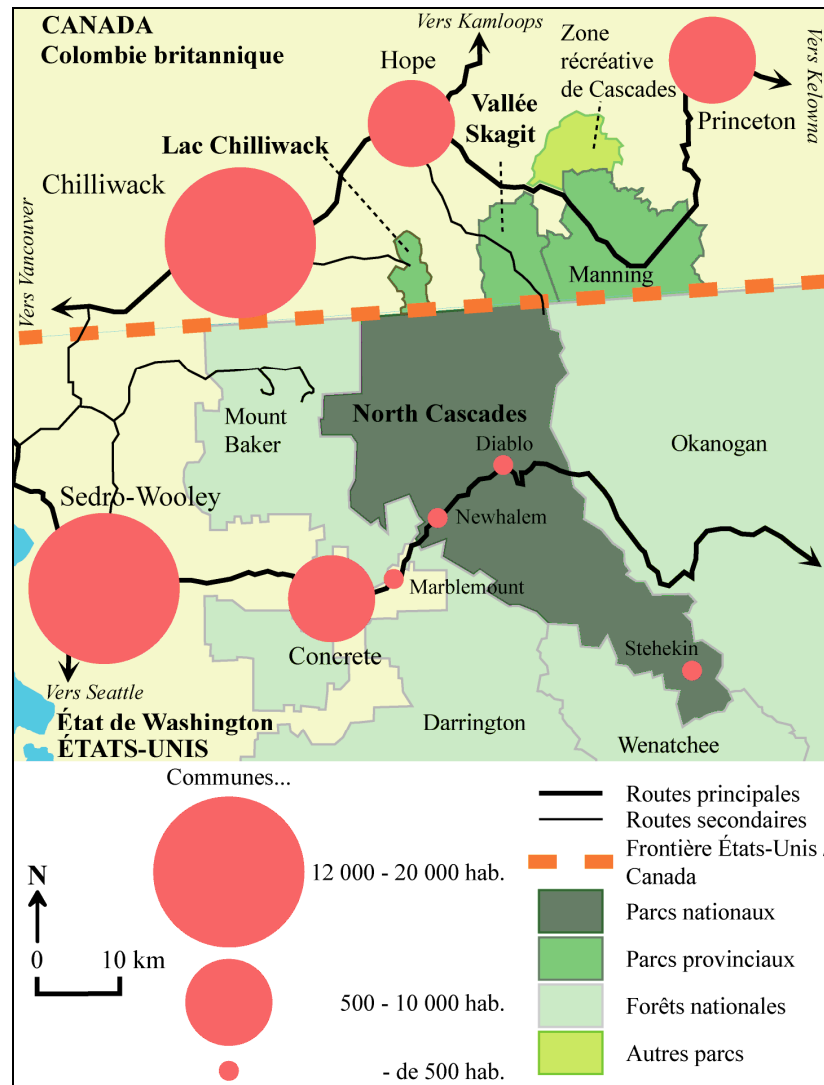 CANADA
Colombie britannique
Vers Kamloops
Hope
Zone
récréative
de Cascades
Vers Kelowna
Vallée
Skagit
Princeton
Lac Chilliwack
Chilliwack
Vers Vancouver
Manning
Mount
Baker
North Cascades
Diablo
Okanogan
Sedro-Wooley
Newhalem
Marblemount
Concrete
Stehekin
Vers Seattle
État de Washington
ÉTATS-UNIS
Darrington
Wenatchee
Communes...
12 000 - 20 000 hab.
500 - 10 000 hab.
- de 500 hab.
N
0 10 km
Routes principales
Routes secondaires
Frontière États-Unis /
Canada
Parcs nationaux
Parcs provinciaux
Forêts nationales
Autres parcs